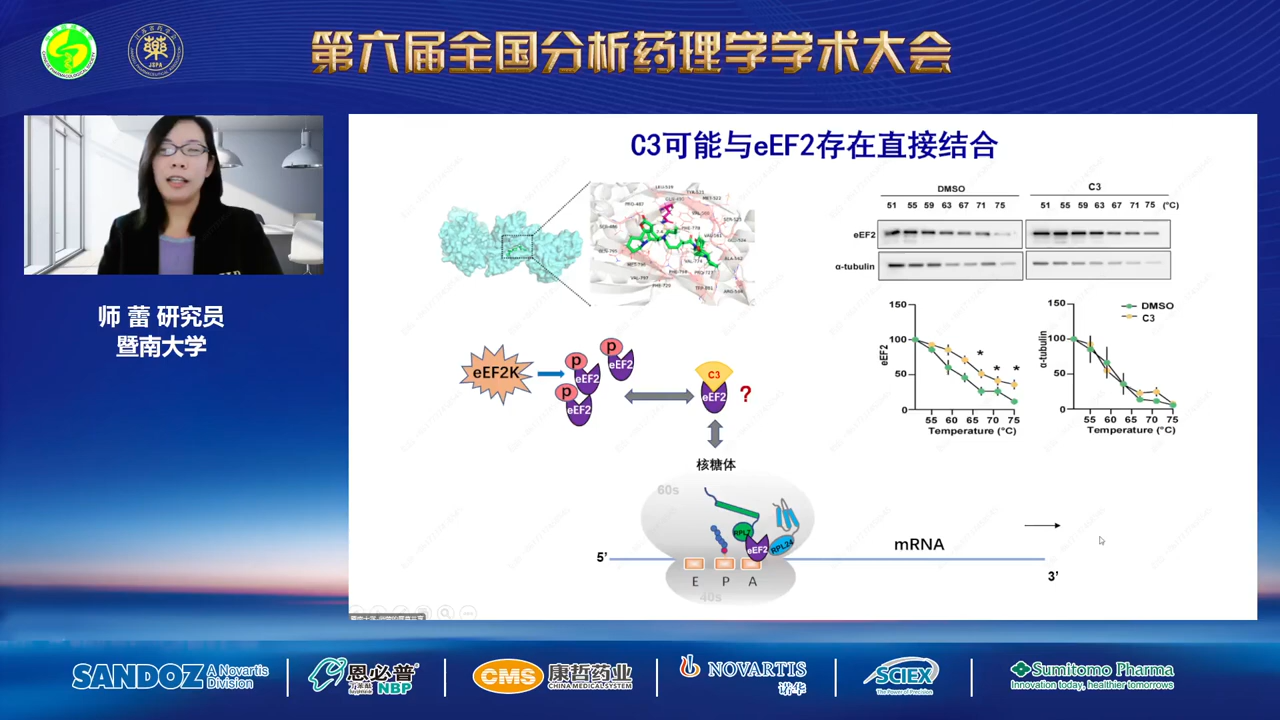 第六届全国分析药理学学术大会
JSPA
师 蕾 研究员
暨南大学
C3可能与eEF2存在直接结合
DMSO
C3
51 55 59 63 67 71 75 51 55 59 63 67 71 75 (°C)
eEF2
α-tubulin
eEF2K
p
p
p
eEF2
eEF2
eEF2
C3
eEF2
?
150
100
50
0
eEF2
*
* *
55 60 65 70 75
Temperature (°C)
150
100
50
0
α-tubulin
DMSO
C3
55 60 65 70 75
Temperature (°C)
核糖体
60s
RPL7
eEF2
RPL24
mRNA
5’
3’
E P A
40s
SANDOZ A Novartis Division
恩必普
NBP
CMS 康哲药业
CHINA MEDICAL SYSTEM
NOVARTIS
诺华
SCIEX
The Power of Precision
Sumitomo Pharma
Innovation today, healthier tomorrows